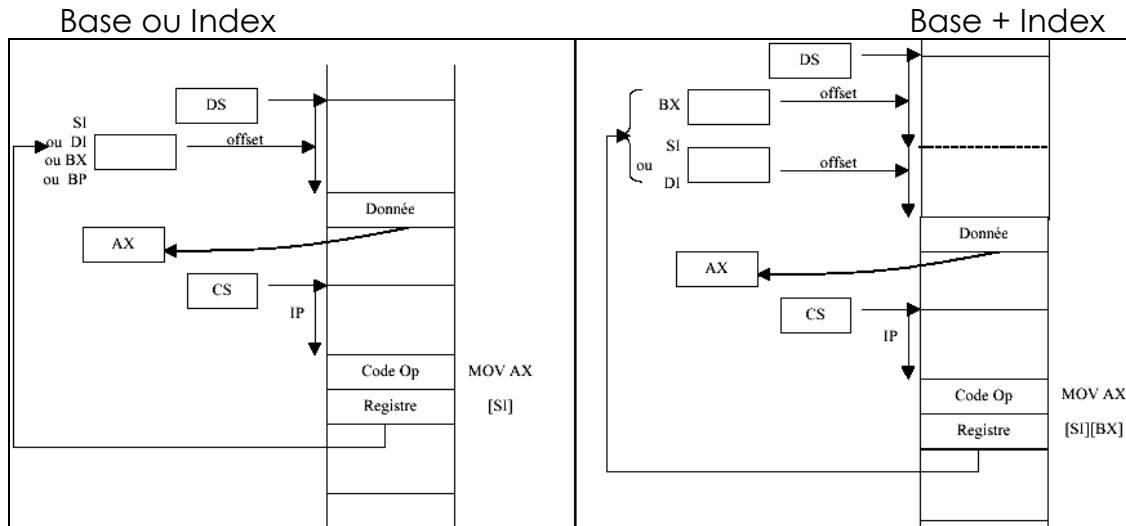 Base ou Index
DS
SI
ou DI
ou BX
ou BP
offset
Donnée
AX
CS
IP
Code Op
MOV AX
Registre
[SI]
Base + Index
DS
BX
offset
SI
ou
DI
offset
Donnée
AX
CS
IP
Code Op
MOV AX
Registre
[SI][BX]